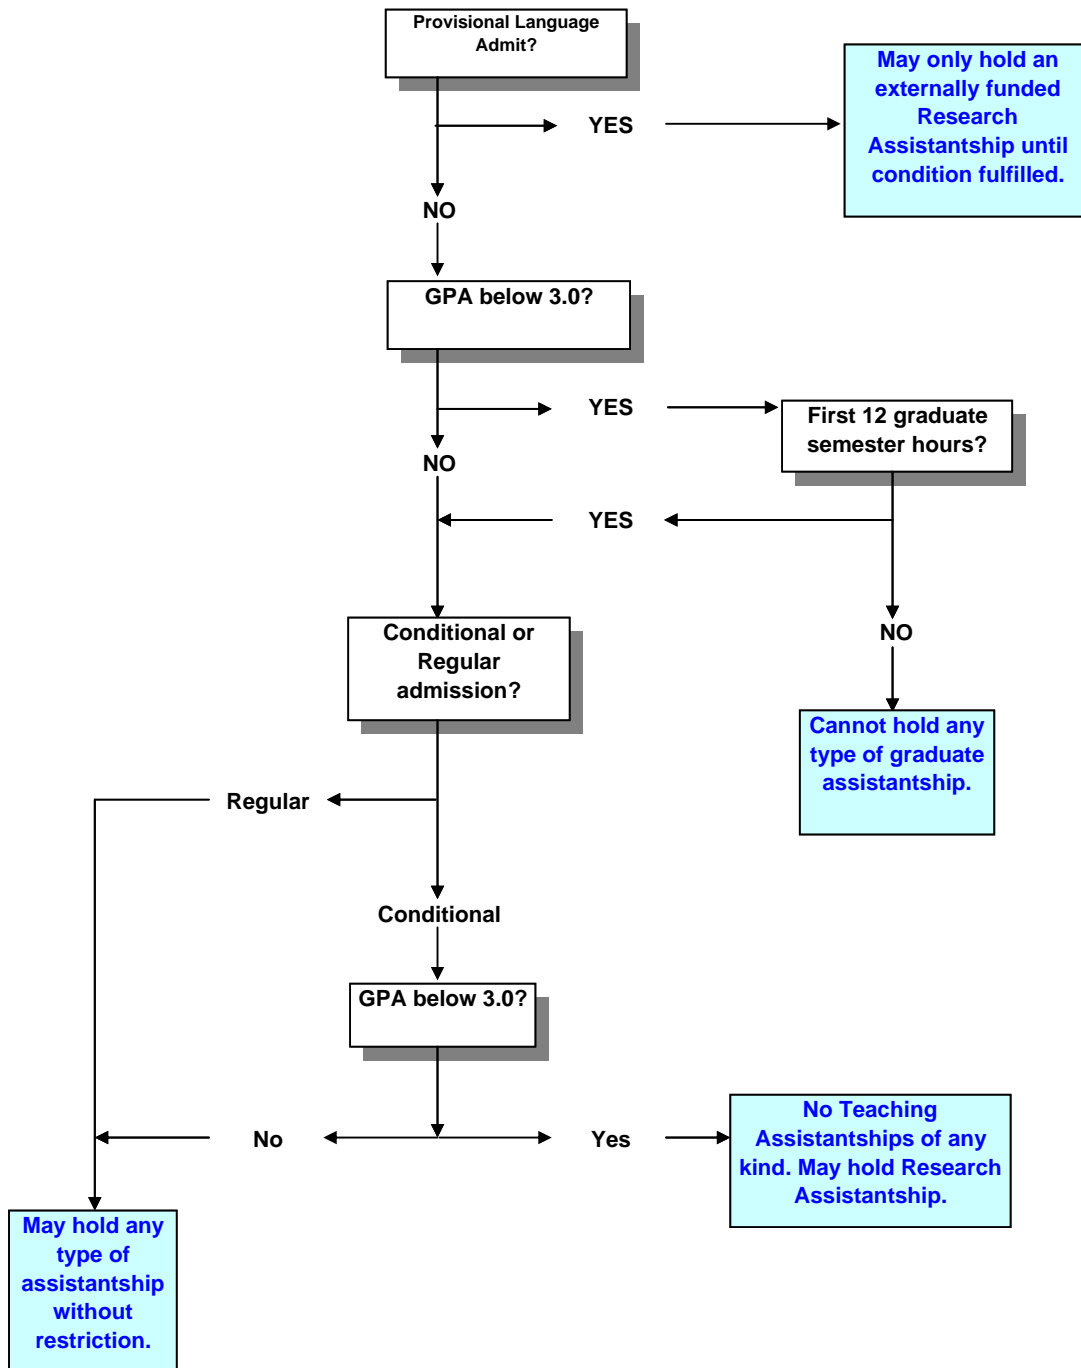 Provisional Language
Admit?
May only hold an
externally funded
Research
Assistantship until
condition fulfilled.
YES
NO
GPA below 3.0?
YES
First 12 graduate
semester hours?
NO
YES
Conditional or
Regular
admission?
NO
Cannot hold any
type of graduate
assistantship.
Regular
Conditional
GPA below 3.0?
No
Yes
No Teaching
Assistantships of any
kind. May hold Research
Assistantship.
May hold any
type of
assistantship
without
restriction.